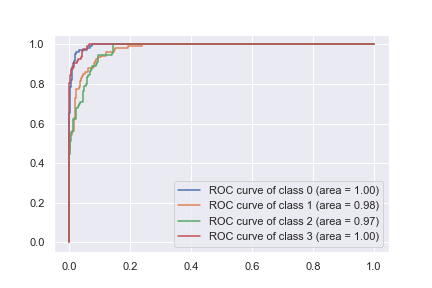 1.0
0.8
0.6
0.4
0.2
0.0
ROC curve of class 0 (area = 1.00)
ROC curve of class 1 (area = 0.98)
ROC curve of class 2 (area = 0.97)
ROC curve of class 3 (area = 1.00)
0.0 0.2 0.4 0.6 0.8 1.0